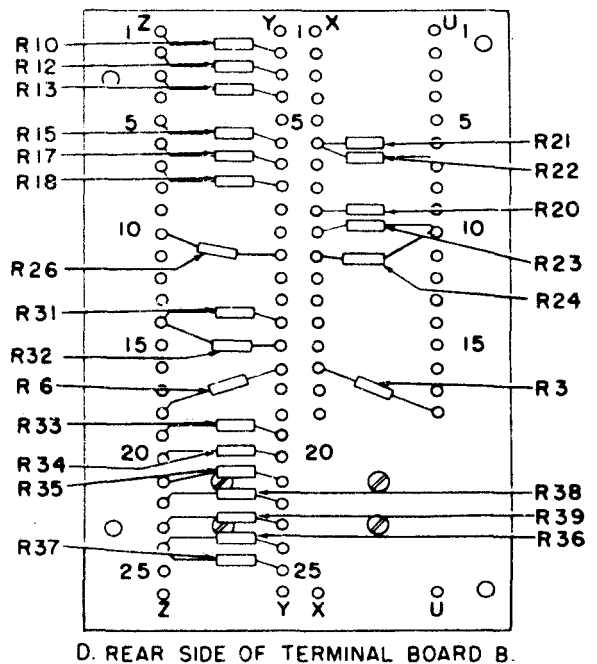 Z Y 1 X U 1
1
R10
R12
R13
5 5 5
R15
R17
R18
R21
R22
R20
10 10
R26
R23
R24
R31
15 15
R32
R6
R3
R33
20 20
R34
R35
R38
R39
R36
R37
25 25
Z Y X U
D. REAR SIDE OF TERMINAL BOARD B.